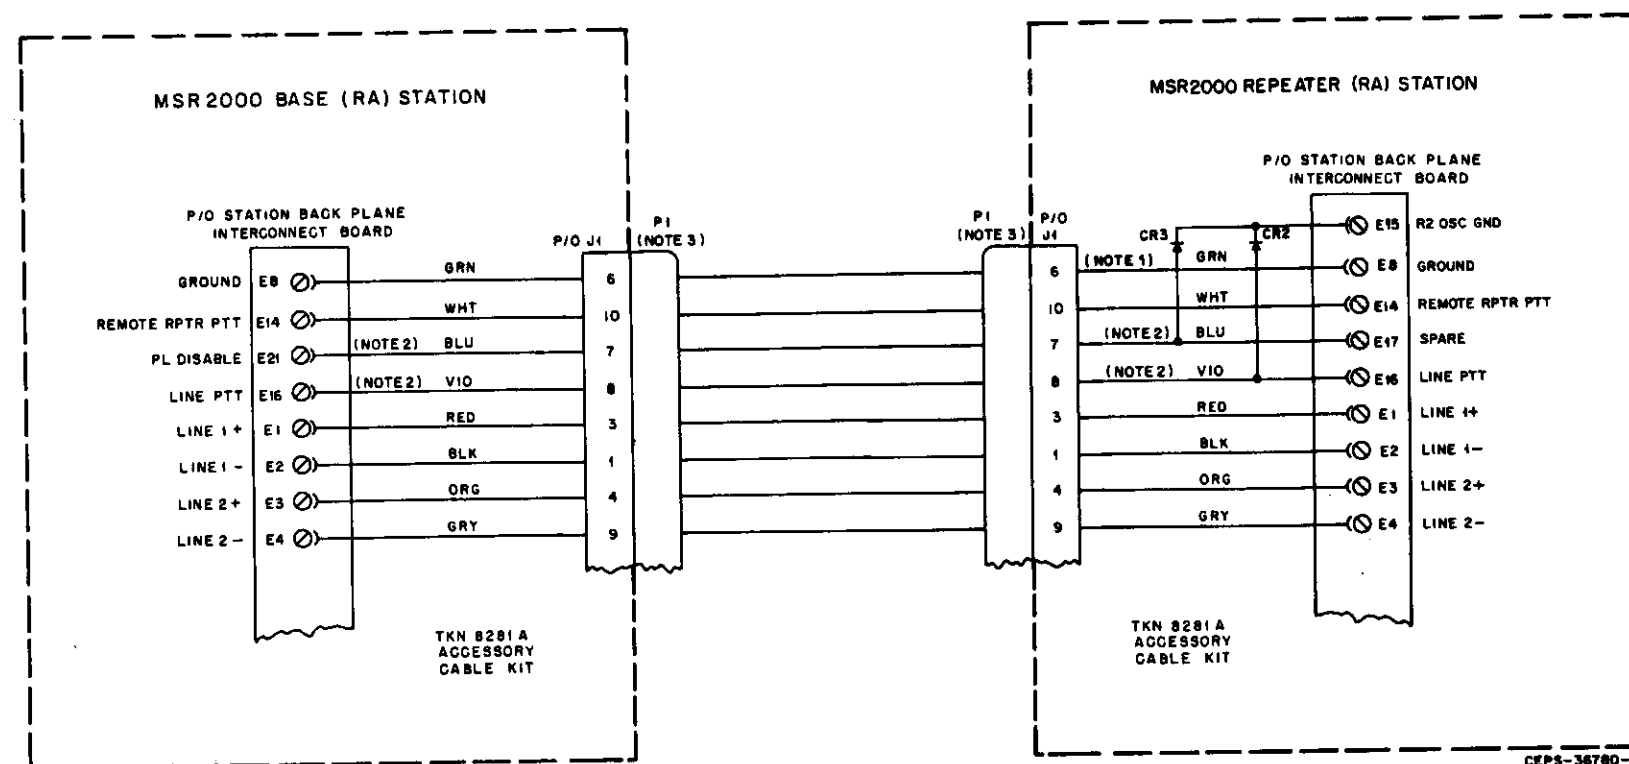 MSR2000 BASE (RA) STATION
P/O STATION BACK PLANE
INTERCONNECT BOARD
P/O J1
P1
(NOTE 3)
GROUND E8 GRN 6
REMOTE RPTR PTT E14 WHT 10
PL DISABLE E21 (NOTE 2) BLU 7
LINE PTT E16 (NOTE 2) VIO 8
LINE 1+ E1 RED 3
LINE 1- E2 BLK 1
LINE 2+ E3 ORG 4
LINE 2- E4 GRY 9
TKN 8281A
ACCESSORY
CABLE KIT
MSR2000 REPEATER (RA) STATION
P/O STATION BACK PLANE
INTERCONNECT BOARD
P1
(NOTE 3)
P/O
J1
CR3 CR2 E15 R2 OSC GND
6 (NOTE 1) GRN E8 GROUND
10 WHT E14 REMOTE RPTR PTT
7 (NOTE 2) BLU E17 SPARE
8 (NOTE 2) VIO E16 LINE PTT
3 RED E1 LINE 1+
1 BLK E2 LINE 1-
4 ORG E3 LINE 2+
9 GRY E4 LINE 2-
TKN 8281A
ACCESSORY
CABLE KIT
CEPS-36780-